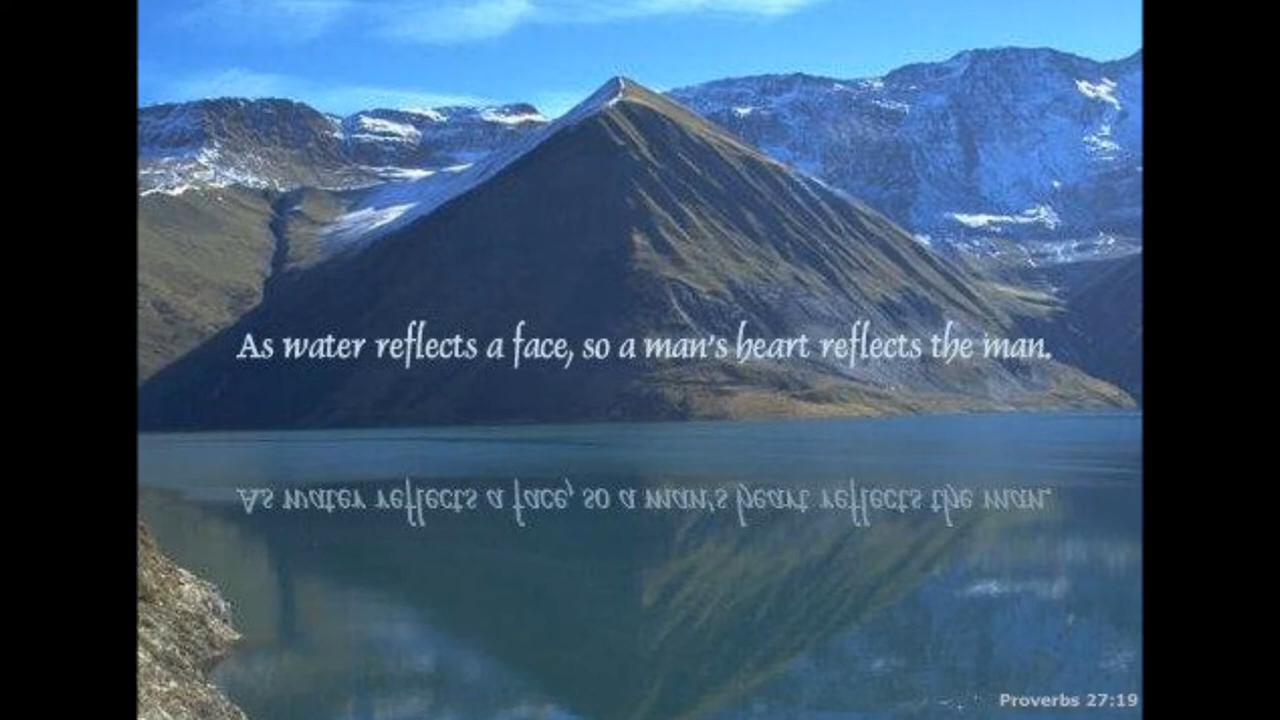 As water reflects a face, so a man's heart reflects the man.
As water reflects a face, so a man's heart reflects the man.
Proverbs 27:19